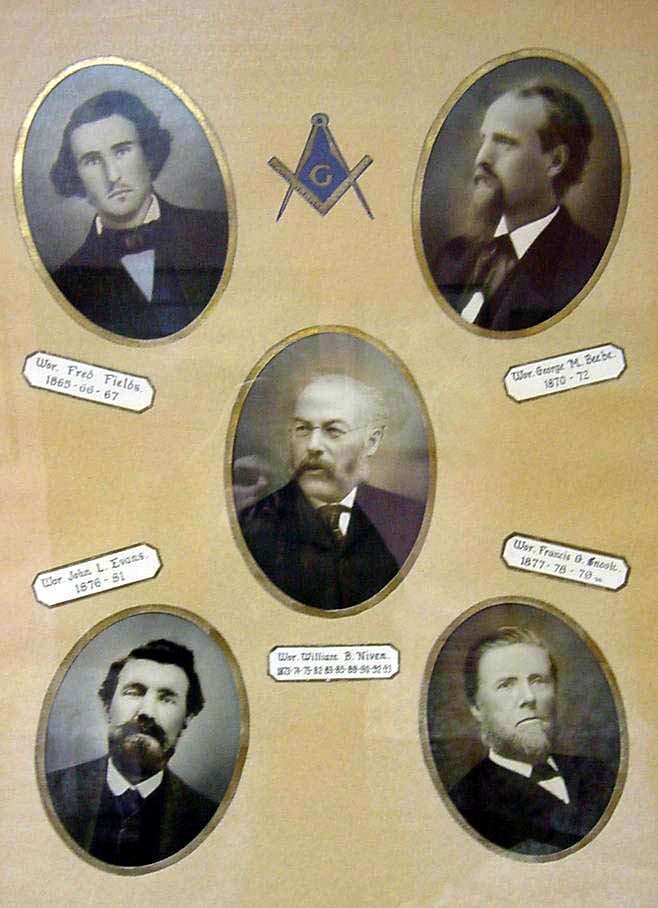 G
Wor. Fred Fields.
1865-66-67
Wor. George M. Beebe.
1870-72
Wor. John L. Evans.
1876-81
Wor. Francis G. Snook.
1877-78-79
Wor. William B. Niven.